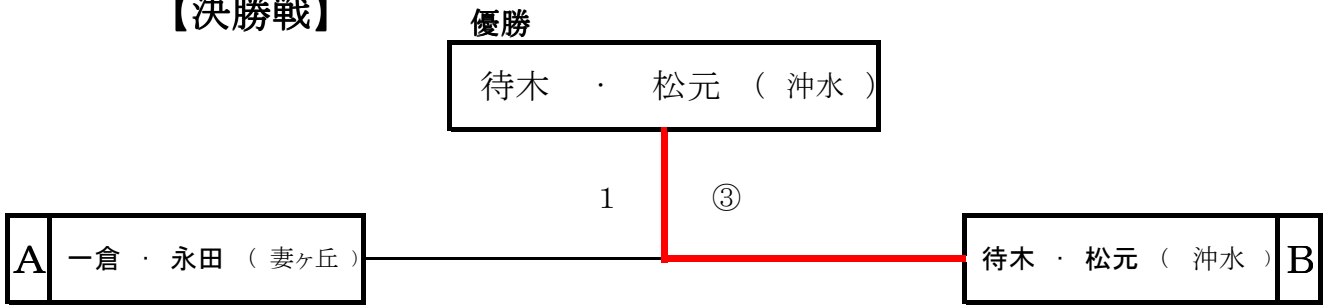 【決勝戦】
優勝
待木 ・ 松元 ( 沖水 )
1 ③
A 一倉 ・ 永田 ( 妻ヶ丘 )
待木 ・ 松元 ( 沖水 ) B